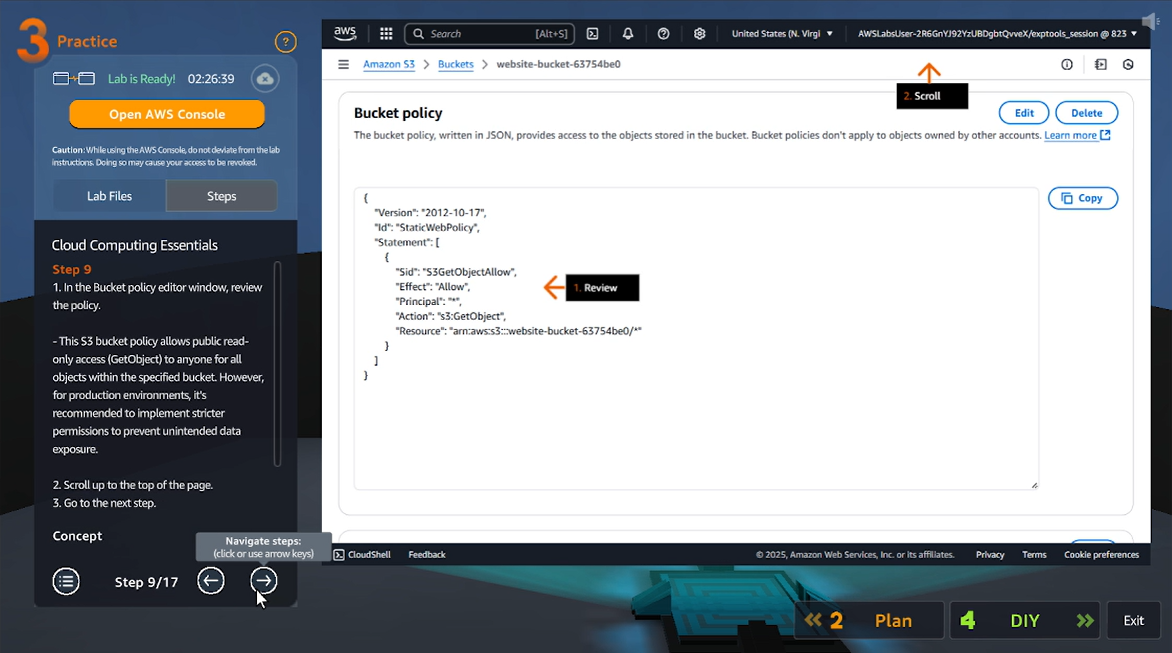 3 Practice
?
Lab is Ready! 02:26:39
Open AWS Console
Caution: While using the AWS Console, do not deviate from the lab
instructions. Doing so may cause your access to be revoked.
Lab Files Steps
Cloud Computing Essentials
Step 9
1. In the Bucket policy editor window, review
the policy.
- This S3 bucket policy allows public read-
only access (GetObject) to anyone for all
objects within the specified bucket. However,
for production environments, it's
recommended to implement stricter
permissions to prevent unintended data
exposure.
2. Scroll up to the top of the page.
3. Go to the next step.
Concept
Navigate steps:
(click or use arrow keys)
Step 9/17
aws Search [Alt+S] United States (N. Virgi AWSLabsUser-2R6GnYJ92YzUBDgbtQvveX/exptools_session @ 823
Amazon S3 > Buckets > website-bucket-63754be0
2. Scroll
Bucket policy Edit Delete
The bucket policy, written in JSON, provides access to the objects stored in the bucket. Bucket policies don't apply to objects owned by other accounts. Learn more
Copy
{
"Version": "2012-10-17",
"Id": "StaticWebPolicy",
"Statement": [
{
"Sid": "S3GetObjectAllow",
"Effect": "Allow",
"Principal": "*",
"Action": "s3:GetObject",
"Resource": "arn:aws:s3:::website-bucket-63754be0/*"
}
]
}
1. Review
CloudShell Feedback © 2025, Amazon Web Services, Inc. or its affiliates. Privacy Terms Cookie preferences
2 Plan
4 DIY
Exit